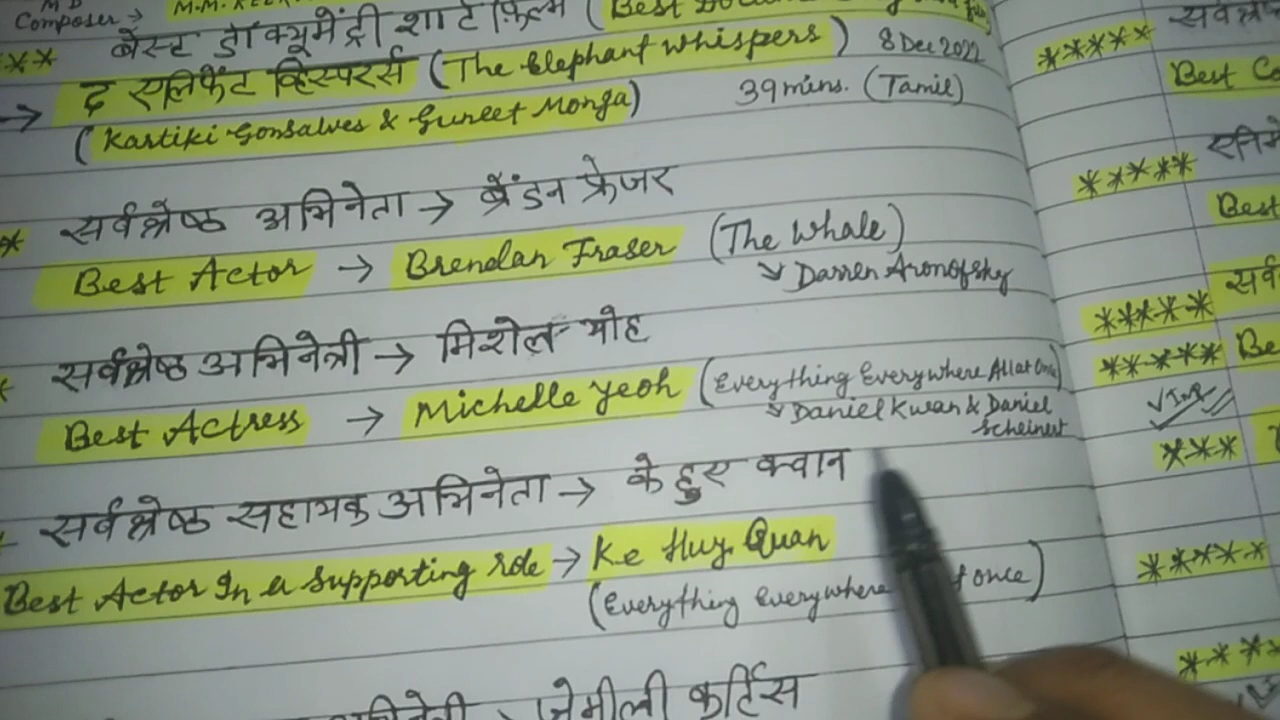 Composer →
*** बेस्ट डॉक्यूमेंट्री शार्ट फ़िल्म ( Best
→ द एलिफेंट व्हिस्परर्स (The Elephant Whispers) 8 Dec 2022
(Kartiki Gonsalves & Guneet Monga) 39 mins. (Tamil)
* सर्वश्रेष्ठ अभिनेता → ब्रेंडन फ्रेजर
Best Actor → Brendan Fraser (The Whale)
↘ Darren Aronofsky
* सर्वश्रेष्ठ अभिनेत्री → मिशेल योह
Best Actress → Michelle Yeoh (Everything Everywhere All at Once)
↘ Daniel Kwan & Daniel
Scheinert
सर्वश्रेष्ठ सहायक अभिनेता → के हुए क्वान
Best Actor In a Supporting role → Ke Huy Quan
(Everything Everywhere once)
जेमीली कर्टिस
*****
Best
*****
Best
*****
*****
***
*****
****